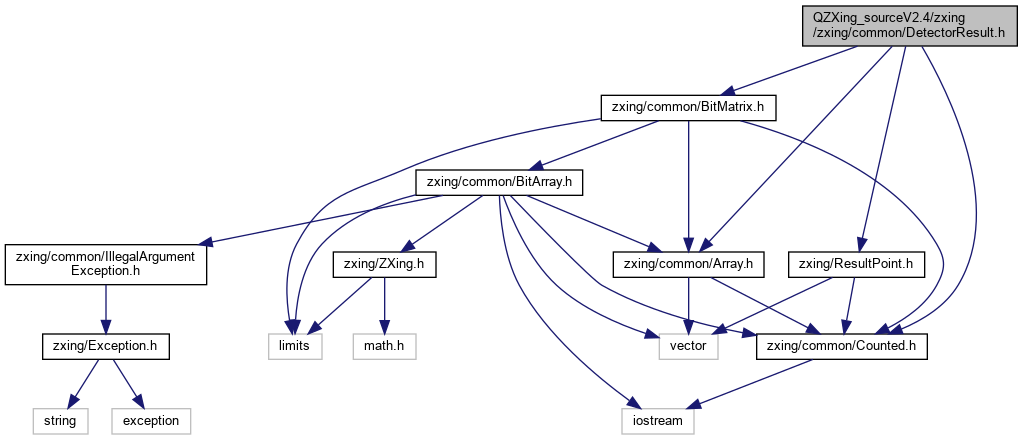 QZXing_sourceV2.4/zxing
/zxing/common/DetectorResult.h
zxing/common/BitMatrix.h
zxing/common/BitArray.h
zxing/common/IllegalArgument
Exception.h
zxing/ZXing.h
zxing/common/Array.h
zxing/ResultPoint.h
zxing/Exception.h
limits
math.h
vector
zxing/common/Counted.h
string
exception
iostream